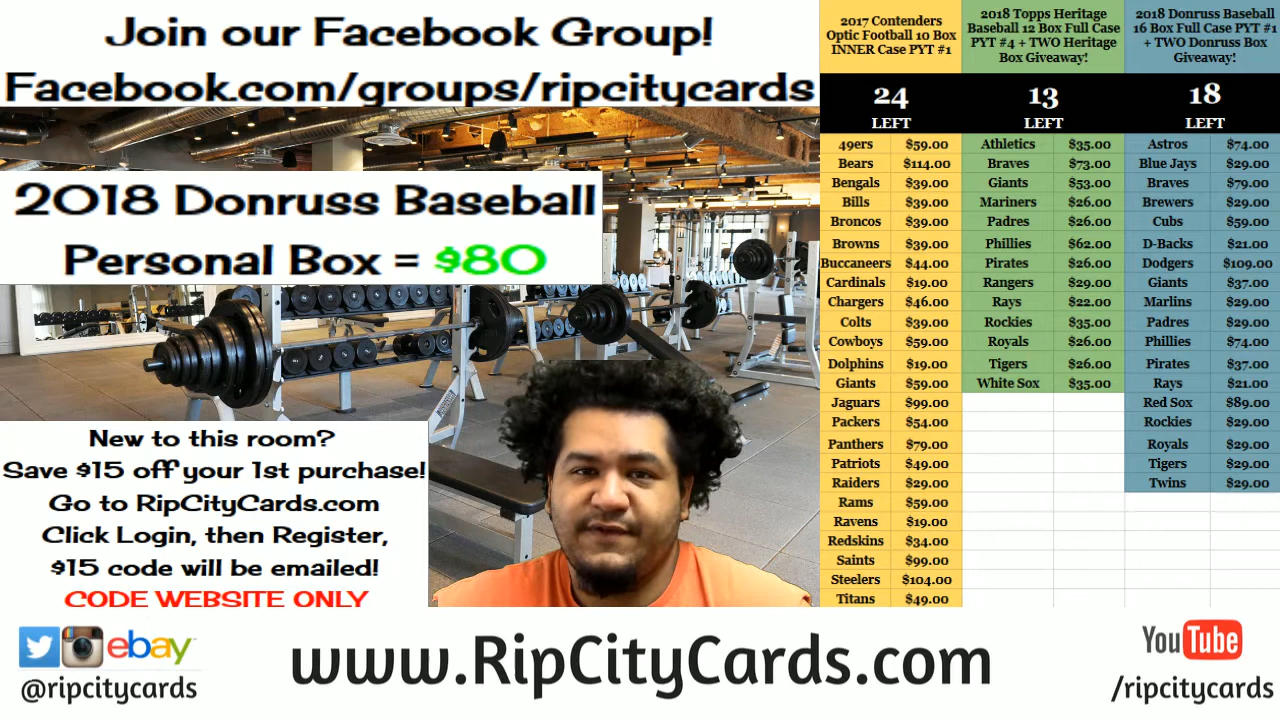 Join our Facebook Group!
Facebook.com/groups/ripcitycards
2018 Donruss Baseball
Personal Box = $80
New to this room?
Save $15 off your 1st purchase!
Go to RipCityCards.com
Click Login, then Register,
$15 code will be emailed!
CODE WEBSITE ONLY
2017 Contenders
Optic Football 10 Box
INNER Case PYT #1
24
LEFT
49ers $59.00
Bears $114.00
Bengals $39.00
Bills $39.00
Broncos $39.00
Browns $39.00
Buccaneers $44.00
Cardinals $19.00
Chargers $46.00
Colts $39.00
Cowboys $59.00
Dolphins $19.00
Giants $59.00
Jaguars $99.00
Packers $54.00
Panthers $79.00
Patriots $49.00
Raiders $29.00
Rams $59.00
Ravens $19.00
Redskins $34.00
Saints $99.00
Steelers $104.00
Titans $49.00
2018 Topps Heritage
Baseball 12 Box Full Case
PYT #4 + TWO Heritage
Box Giveaway!
13
LEFT
Athletics $35.00
Braves $73.00
Giants $53.00
Mariners $26.00
Padres $26.00
Phillies $62.00
Pirates $26.00
Rangers $29.00
Rays $22.00
Rockies $35.00
Royals $26.00
Tigers $26.00
White Sox $35.00
2018 Donruss Baseball
16 Box Full Case PYT #1
+ TWO Donruss Box
Giveaway!
18
LEFT
Astros $74.00
Blue Jays $29.00
Braves $79.00
Brewers $29.00
Cubs $59.00
D-Backs $21.00
Dodgers $109.00
Giants $37.00
Marlins $29.00
Padres $29.00
Phillies $74.00
Pirates $37.00
Rays $21.00
Red Sox $89.00
Rockies $29.00
Royals $29.00
Tigers $29.00
Twins $29.00
ebay
@ripcitycards
www.RipCityCards.com
YouTube
/ripcitycards